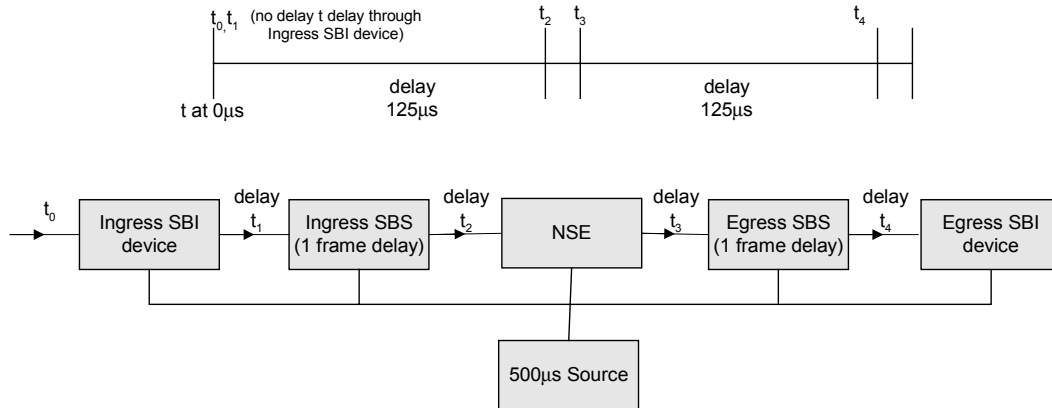 t0,t1 (no delay t delay through
Ingress SBI device)
t2
t3
t4
delay
125μs
delay
125μs
t at 0μs
t0
delay
t1
delay
t2
delay
t3
delay
t4
Ingress SBI
device
Ingress SBS
(1 frame delay)
NSE
Egress SBS
(1 frame delay)
Egress SBI
device
500μs Source